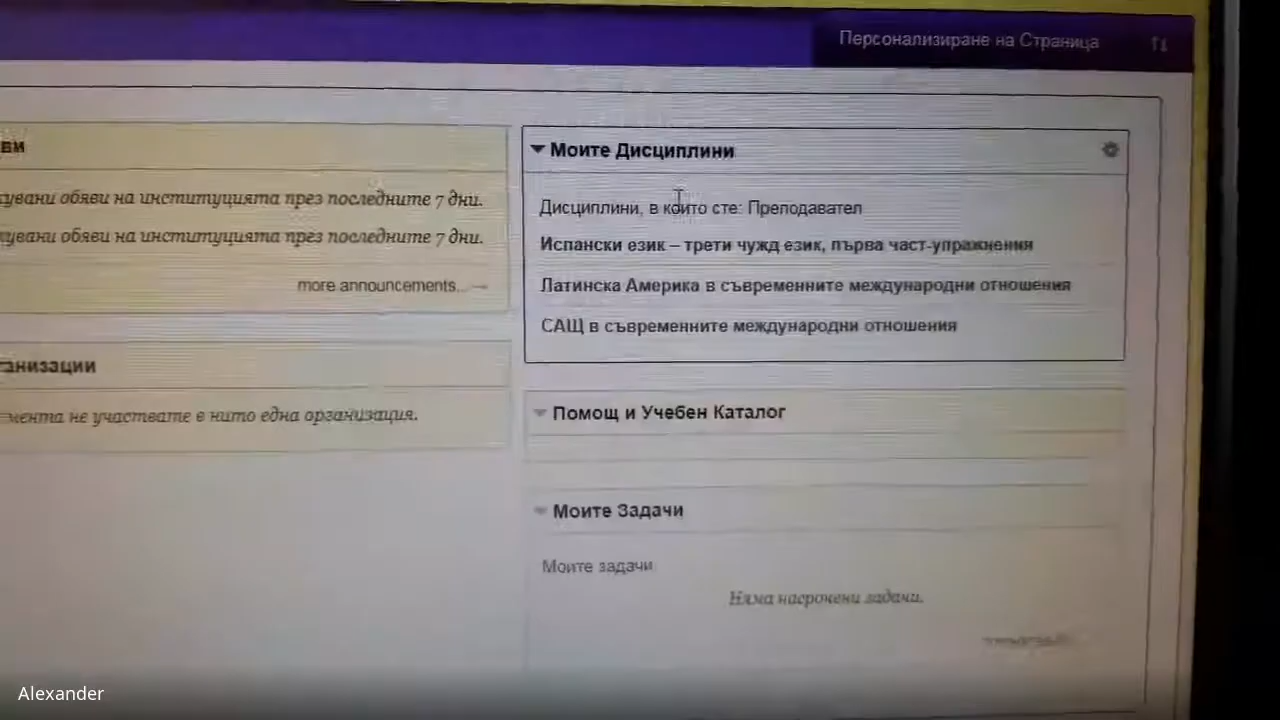 Персонализиране на Страница
ви
кувани обяви на институцията през последните 7 дни.
кувани обяви на институцията през последните 7 дни.
more announcements... →
ганизации
мента не участвате в нито една организация.
Моите Дисциплини
Дисциплини, в които сте: Преподавател
Испански език – трети чужд език, първа част-упражнения
Латинска Америка в съвременните международни отношения
САЩ в съвременните международни отношения
Помощ и Учебен Каталог
Моите Задачи
Моите задачи
Няма насрочени задачи.
Alexander